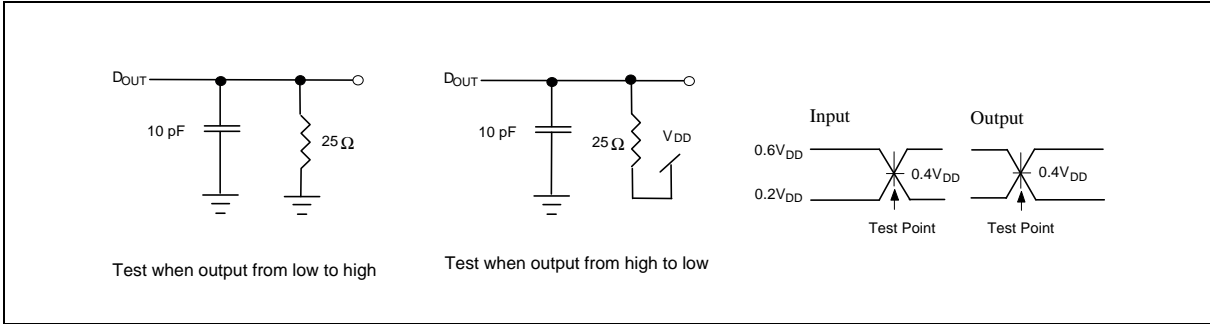 DOUT
10 pF
25Ω
Test when output from low to high
DOUT
10 pF
25Ω
VDD
Test when output from high to low
Input
Output
0.6VDD
0.4VDD
0.4VDD
0.2VDD
Test Point
Test Point